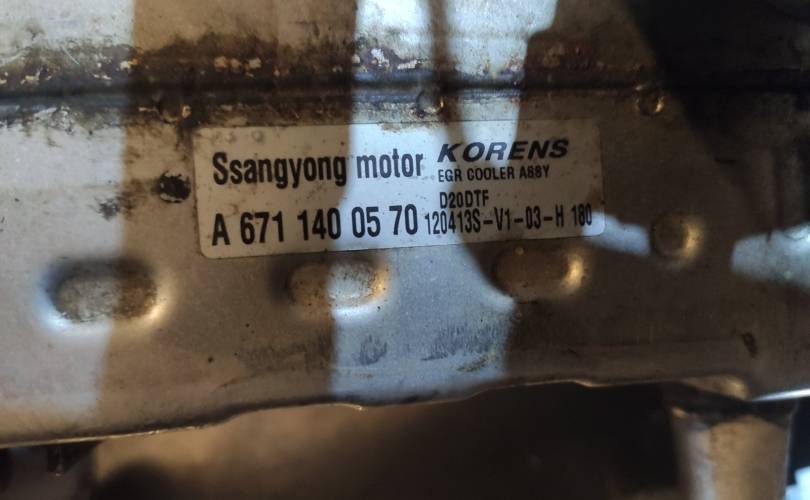 Ssangyong motor KORENS
EGR COOLER ASSY
D20DTF
A 671 140 05 70 120413S-V1-03-H 180